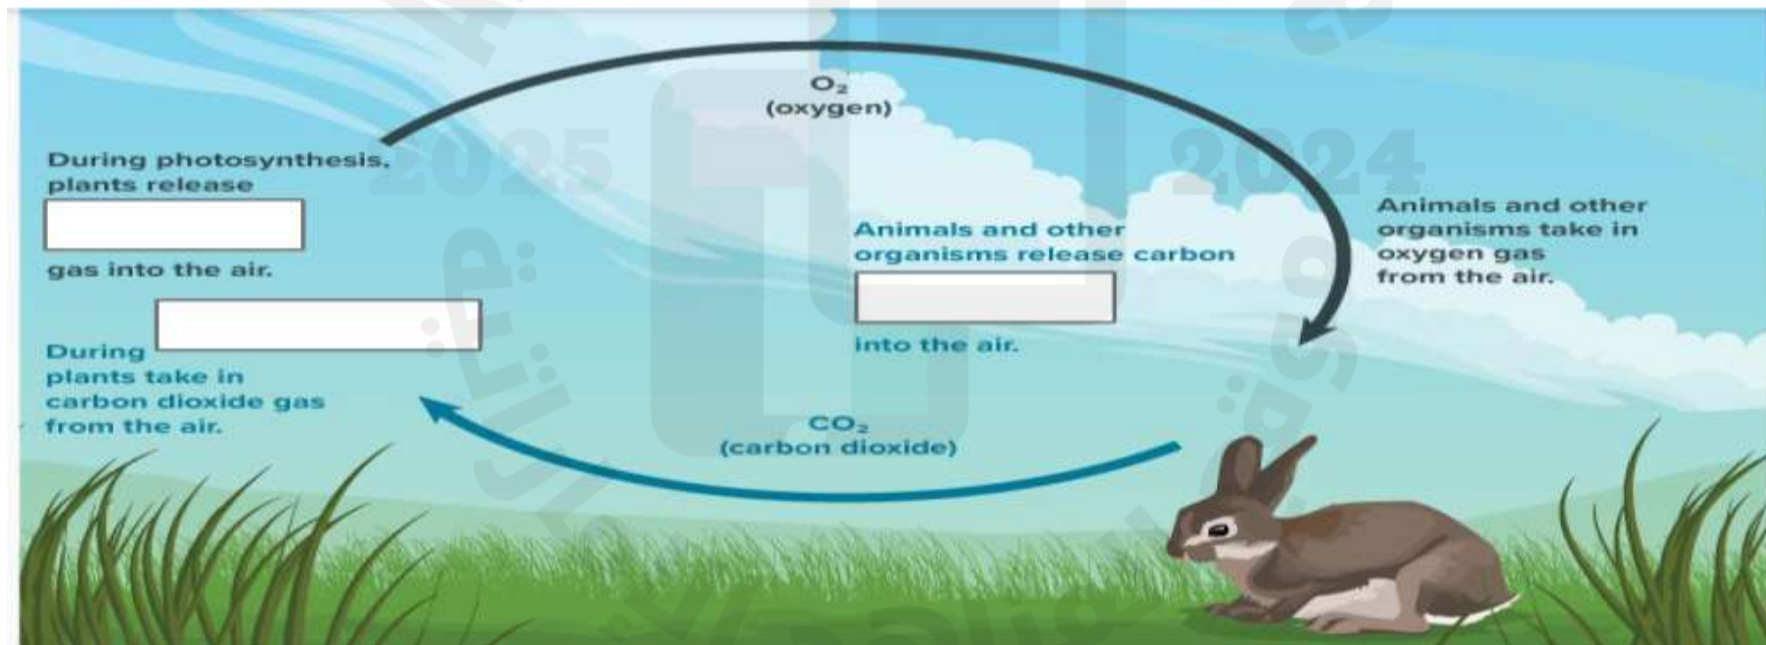 O₂
(oxygen)
2025
2024
During photosynthesis,
plants release
gas into the air.
During
plants take in
carbon dioxide gas
from the air.
Animals and other
organisms release carbon
into the air.
Animals and other
organisms take in
oxygen gas
from the air.
CO₂
(carbon dioxide)